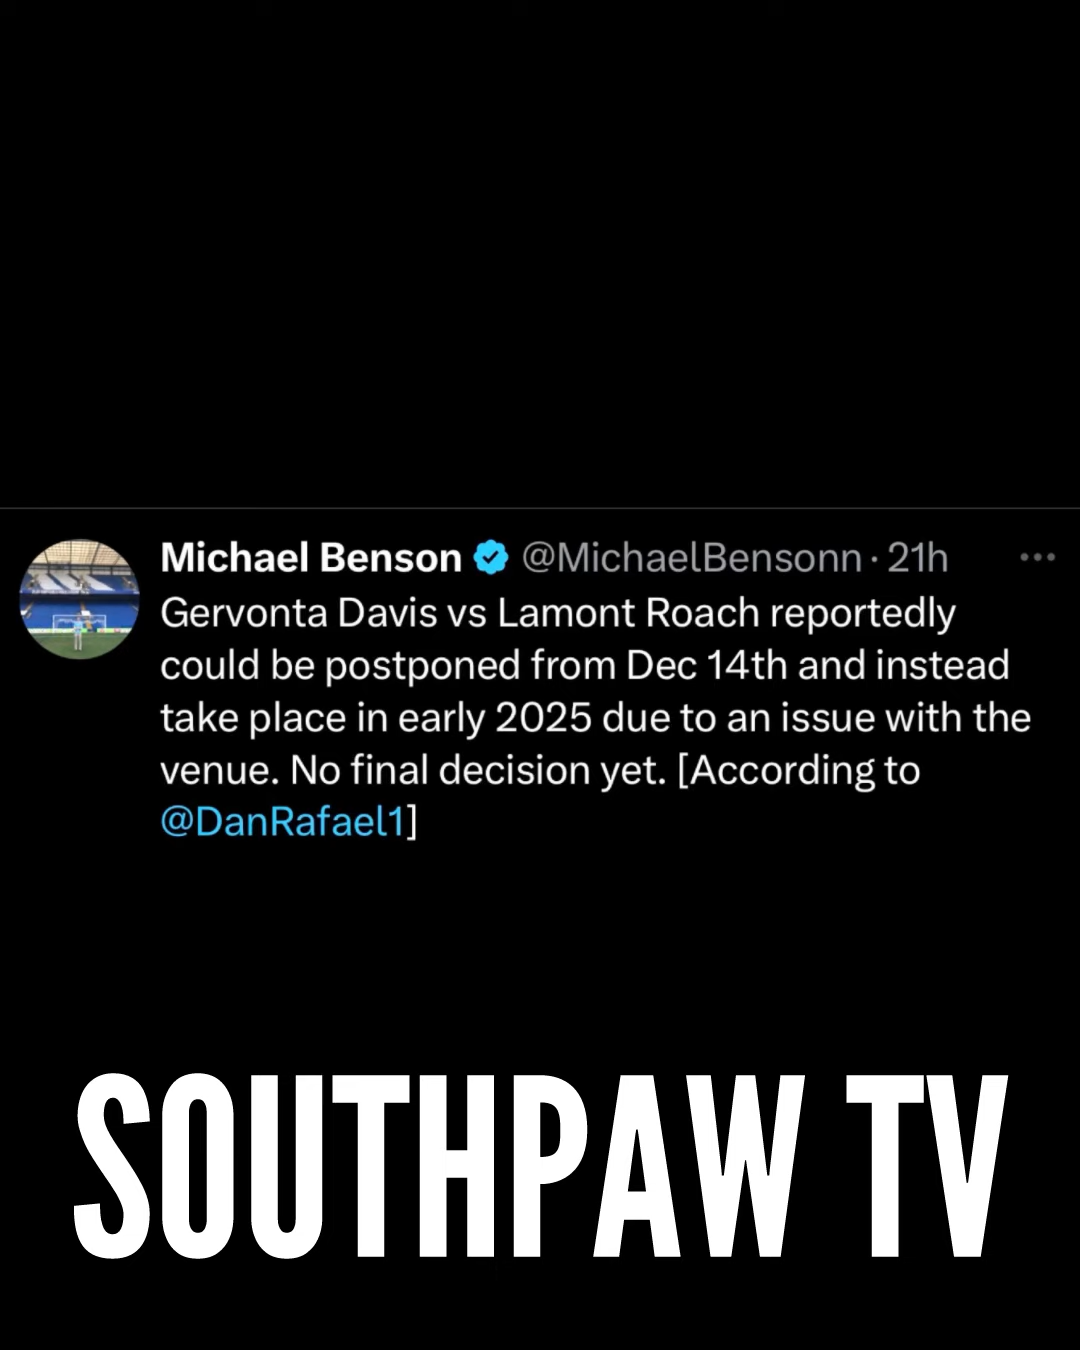 Michael Benson @MichaelBensonn · 21h
Gervonta Davis vs Lamont Roach reportedly
could be postponed from Dec 14th and instead
take place in early 2025 due to an issue with the
venue. No final decision yet. [According to
@DanRafael1]
SOUTHPAW TV